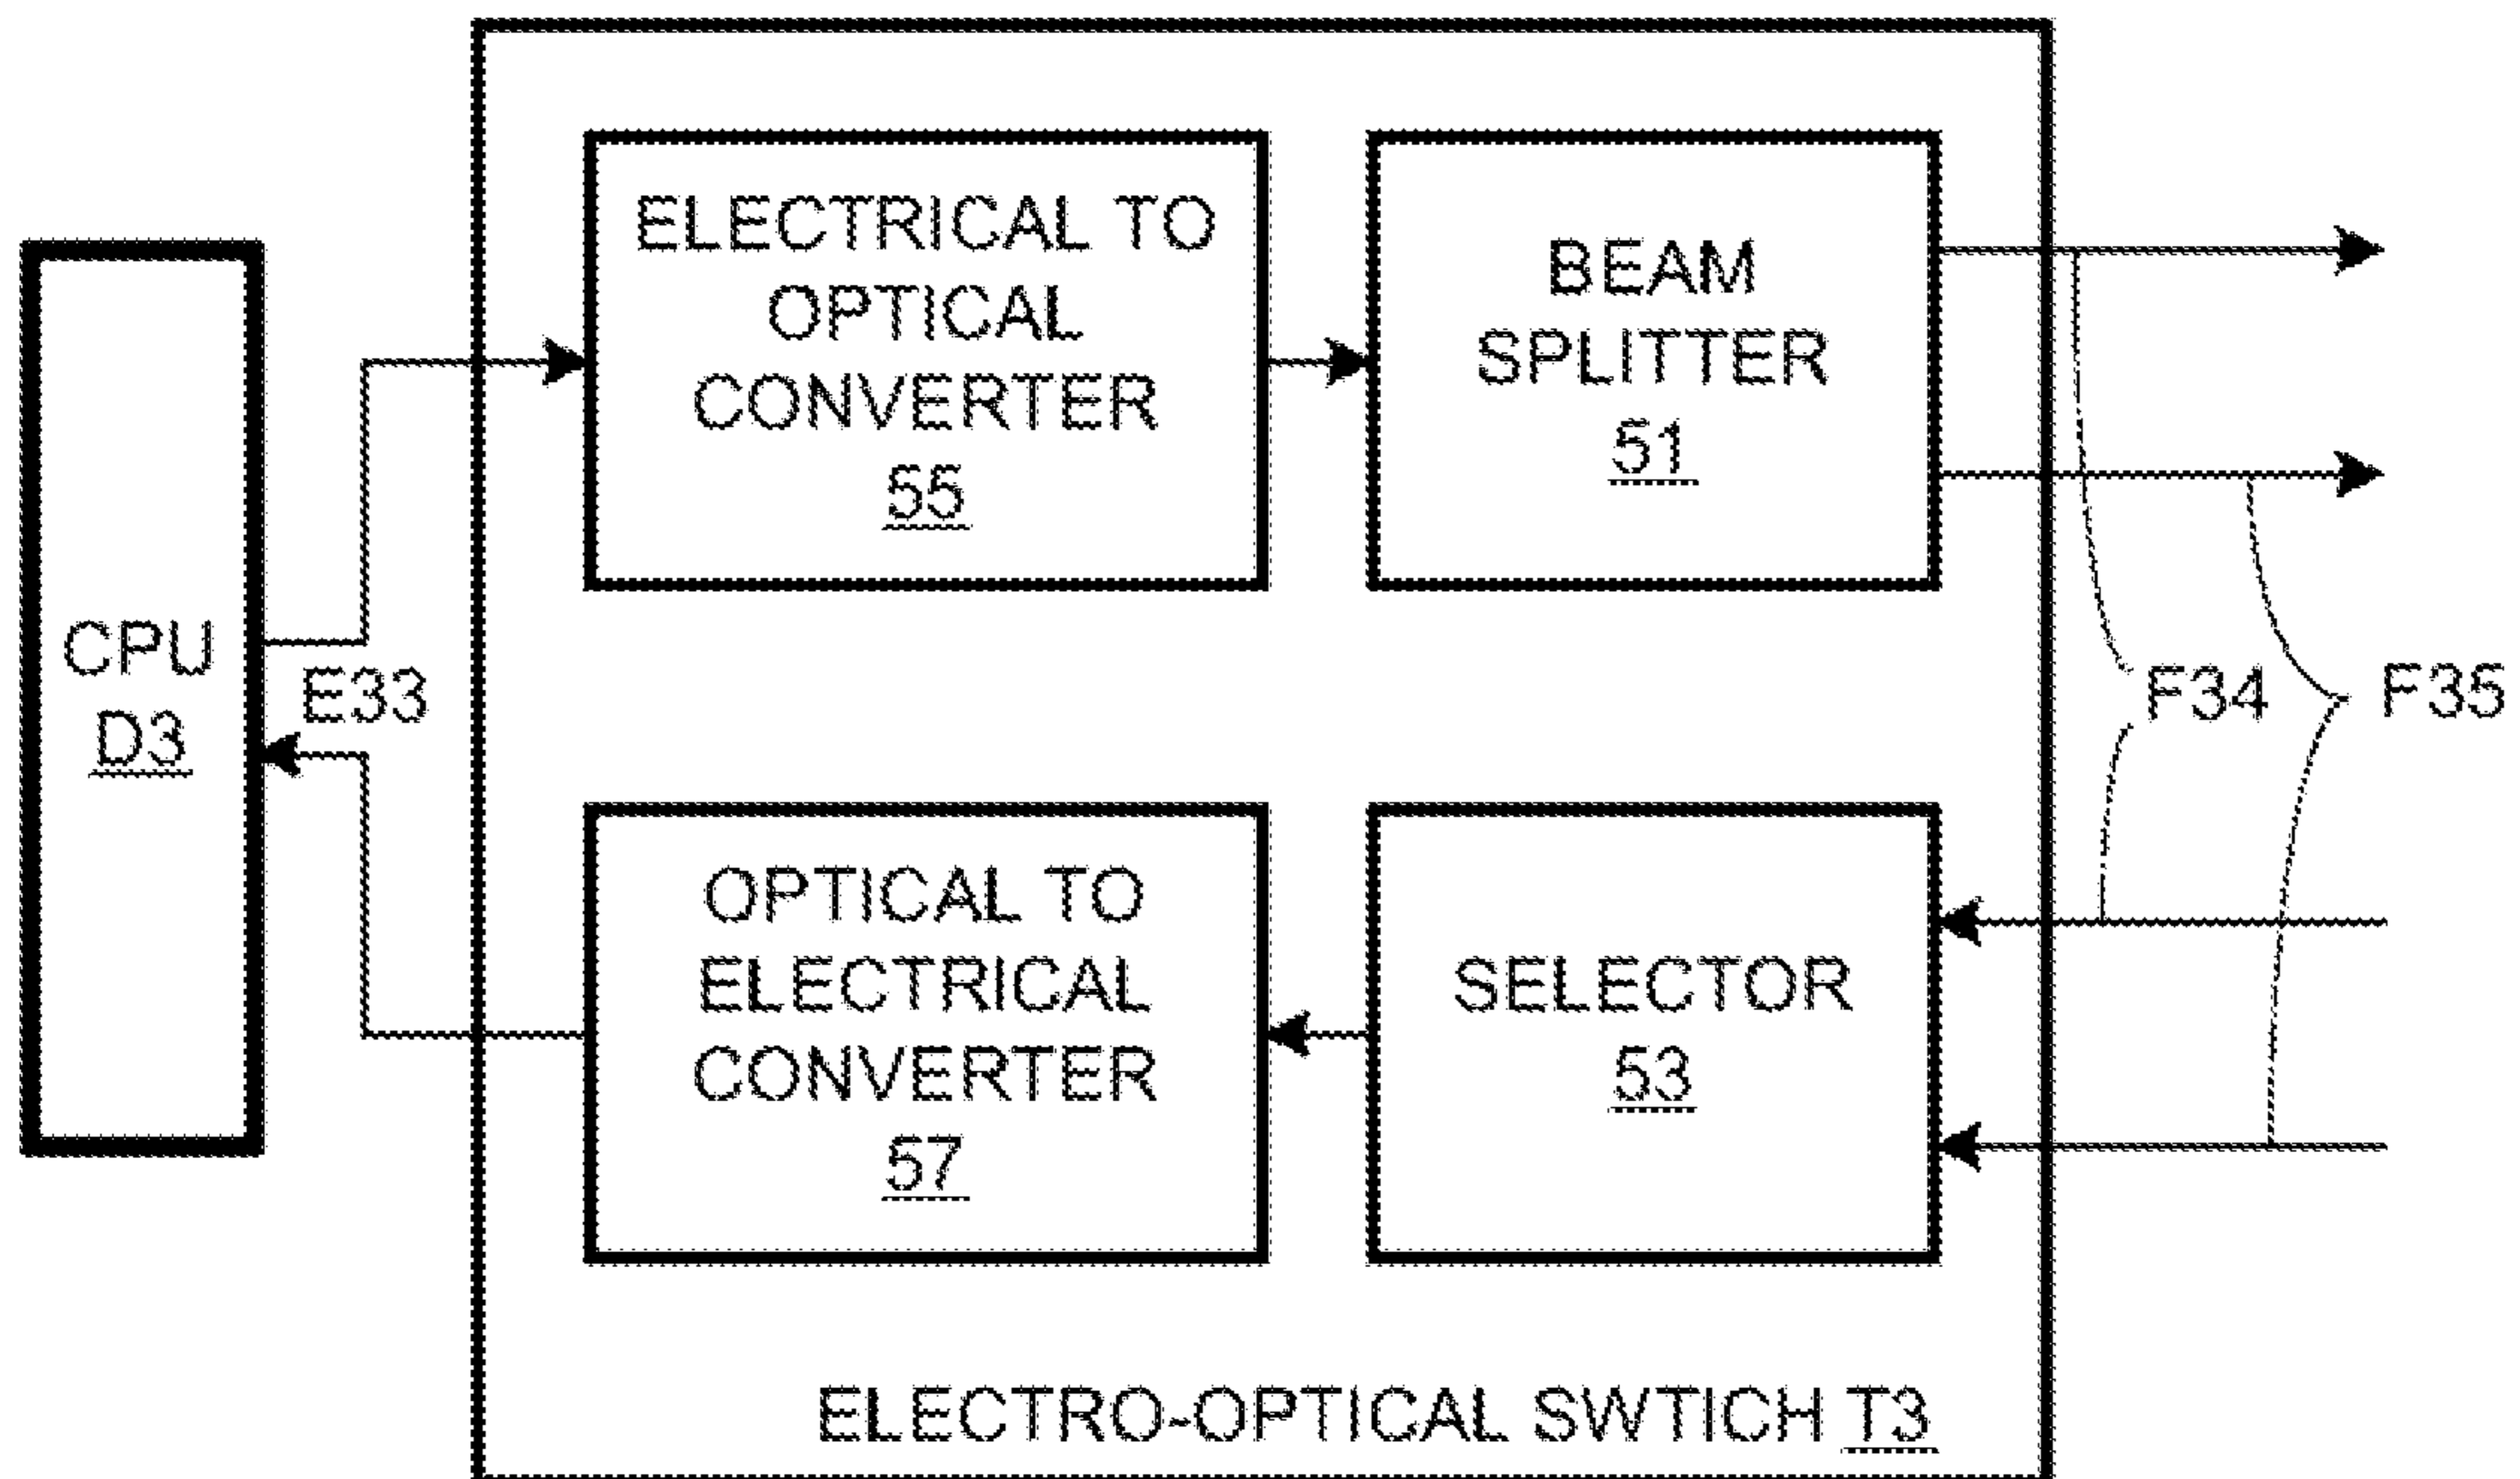 ELECTRICAL TO
OPTICAL
CONVERTER
55
BEAM
SPLITTER
51
CPU
D3
E33
F34
F35
OPTICAL TO
ELECTRICAL
CONVERTER
57
SELECTOR
53
ELECTRO-OPTICAL SWTICH T3